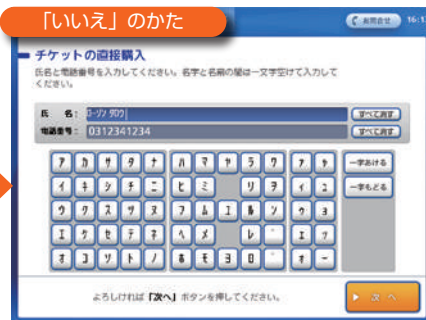 「いいえ」のかた
お問合せ 16:1
チケットの直接購入
氏名と電話番号を入力してください。名字と名前の間は一文字空けて入力して
ください。
氏 名: ﾛｰｿﾝ ﾀﾛｳ すべて消す
電話番号: 0312341234 すべて消す
ア カ サ タ ナ ハ マ ヤ ラ ワ ァ ャ 一字あける
イ キ シ チ ニ ヒ ミ リ ヲ ィ ュ 一字もどる
ウ ク ス ツ ヌ フ ム ユ ル ン ゥ ョ
エ ケ セ テ ネ ヘ メ レ ゛ ェ ッ
オ コ ソ ト ノ ホ モ ヨ ロ ゜ ォ ー
よろしければ「次へ」ボタンを押してください。
次 へ